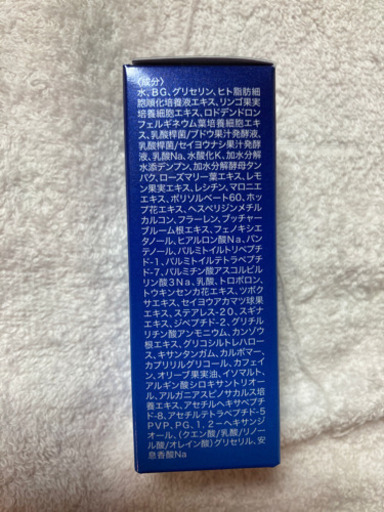 〈成分〉
水、BG、グリセリン、ヒト脂肪細
胞順化培養液エキス、リンゴ果実
培養細胞エキス、ロドデンドロン
フェルギネウム葉培養細胞エキ
ス、乳酸桿菌/ブドウ果汁発酵液、
乳酸桿菌/セイヨウナシ果汁発酵
液、乳酸Na、水酸化K、加水分解
水添デンプン、加水分解酵母タン
パク、ローズマリー葉エキス、レモ
ン果実エキス、レシチン、マロニエ
エキス、ポリソルベート60、ホッ
プ花エキス、ヘスペリジンメチル
カルコン、フラーレン、ブッチャー
ブルーム根エキス、フェノキシエ
タノール、ヒアルロン酸Na、パン
テノール、パルミトイルトリペプチ
ド-1、パルミトイルテトラペプチ
ド-7、パルミチン酸アスコルビル
リン酸3Na、乳酸、トロポロン、
トウキンセンカ花エキス、ツボク
サエキス、セイヨウアカマツ球果
エキス、ステアレス-20、スギナ
エキス、ジペプチド-2、グリチル
リチン酸アンモニウム、カンゾウ
根エキス、グリコシルトレハロー
ス、キサンタンガム、カルボマー、
カプリリルグリコール、カフェイ
ン、オリーブ果実油、イソマルト、
アルギン酸シロキサントリオー
ル、アルガニアスピノサカルス培
養エキス、アセチルヘキサペプチ
ド-8、アセチルテトラペプチド-5
PVP、PG、1,2-ヘキサンジ
オール、(クエン酸/乳酸/リノー
ル酸/オレイン酸)グリセリル、安
息香酸Na